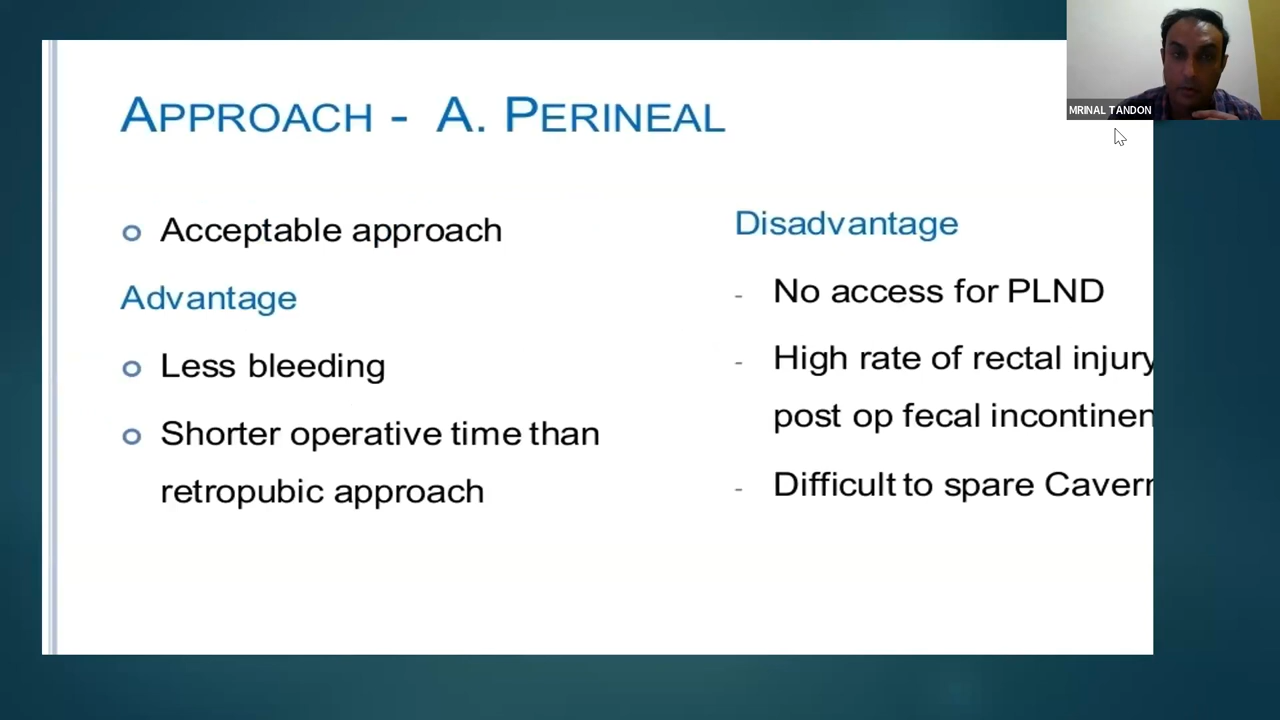 APPROACH - A. PERINEAL
Acceptable approach
Advantage
Less bleeding
Shorter operative time than
retropubic approach
Disadvantage
- No access for PLND
- High rate of rectal injury
post op fecal incontinen
- Difficult to spare Cavern
MRINAL TANDON